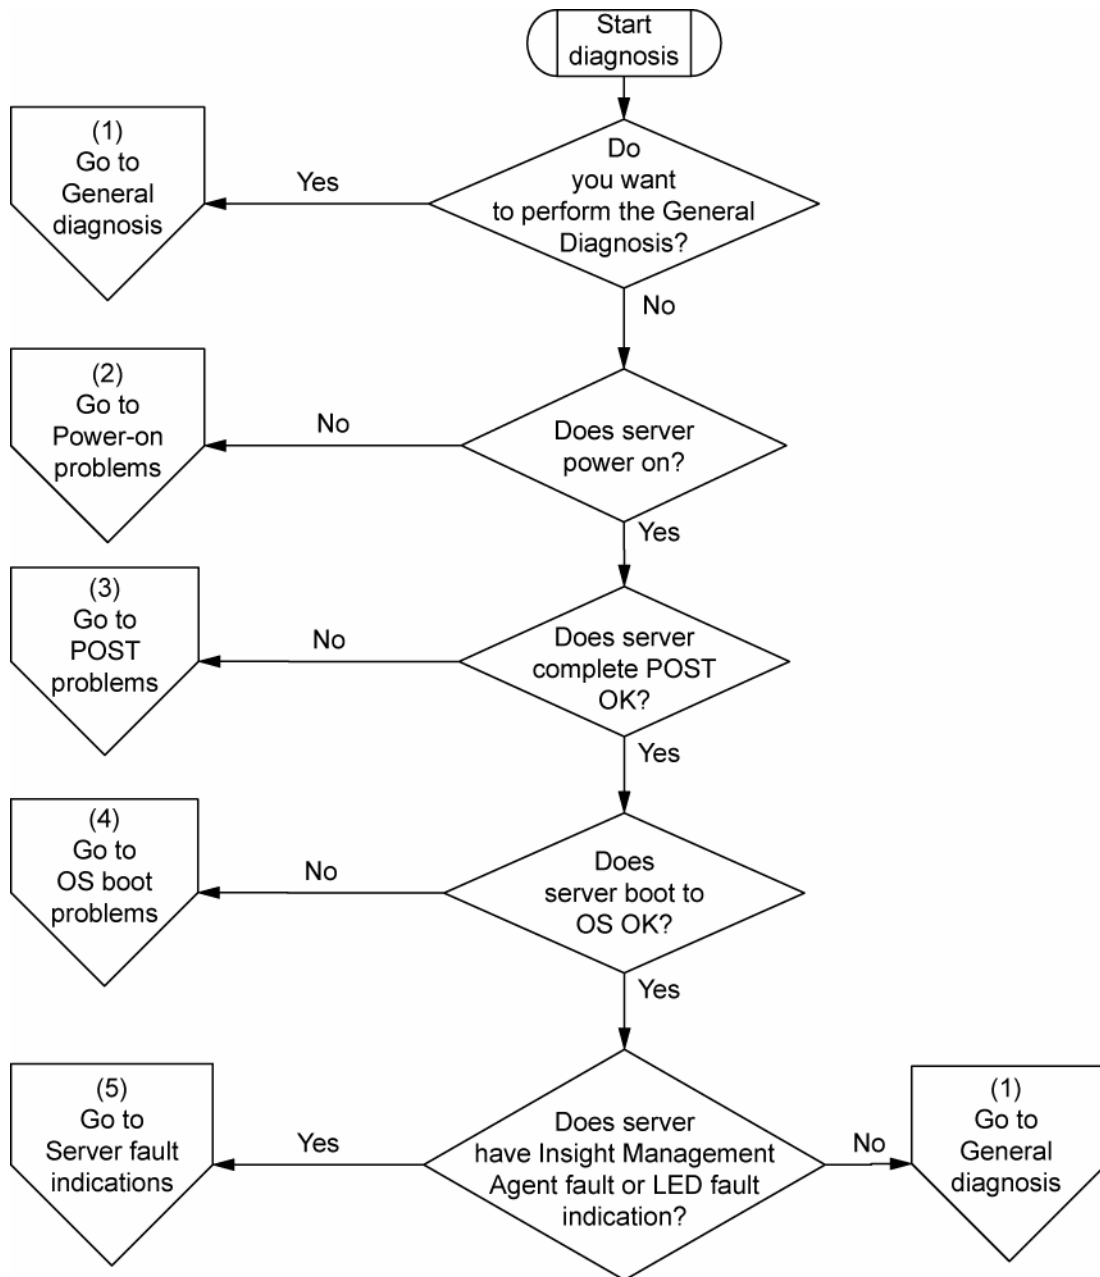 Start
diagnosis
Do
you want
to perform the General
Diagnosis?
Yes
(1)
Go to
General
diagnosis
No
Does server
power on?
No
(2)
Go to
Power-on
problems
Yes
Does server
complete POST
OK?
No
(3)
Go to
POST
problems
Yes
Does
server boot to
OS OK?
No
(4)
Go to
OS boot
problems
Yes
Does server
have Insight Management
Agent fault or LED fault
indication?
Yes
(5)
Go to
Server fault
indications
No
(1)
Go to
General
diagnosis